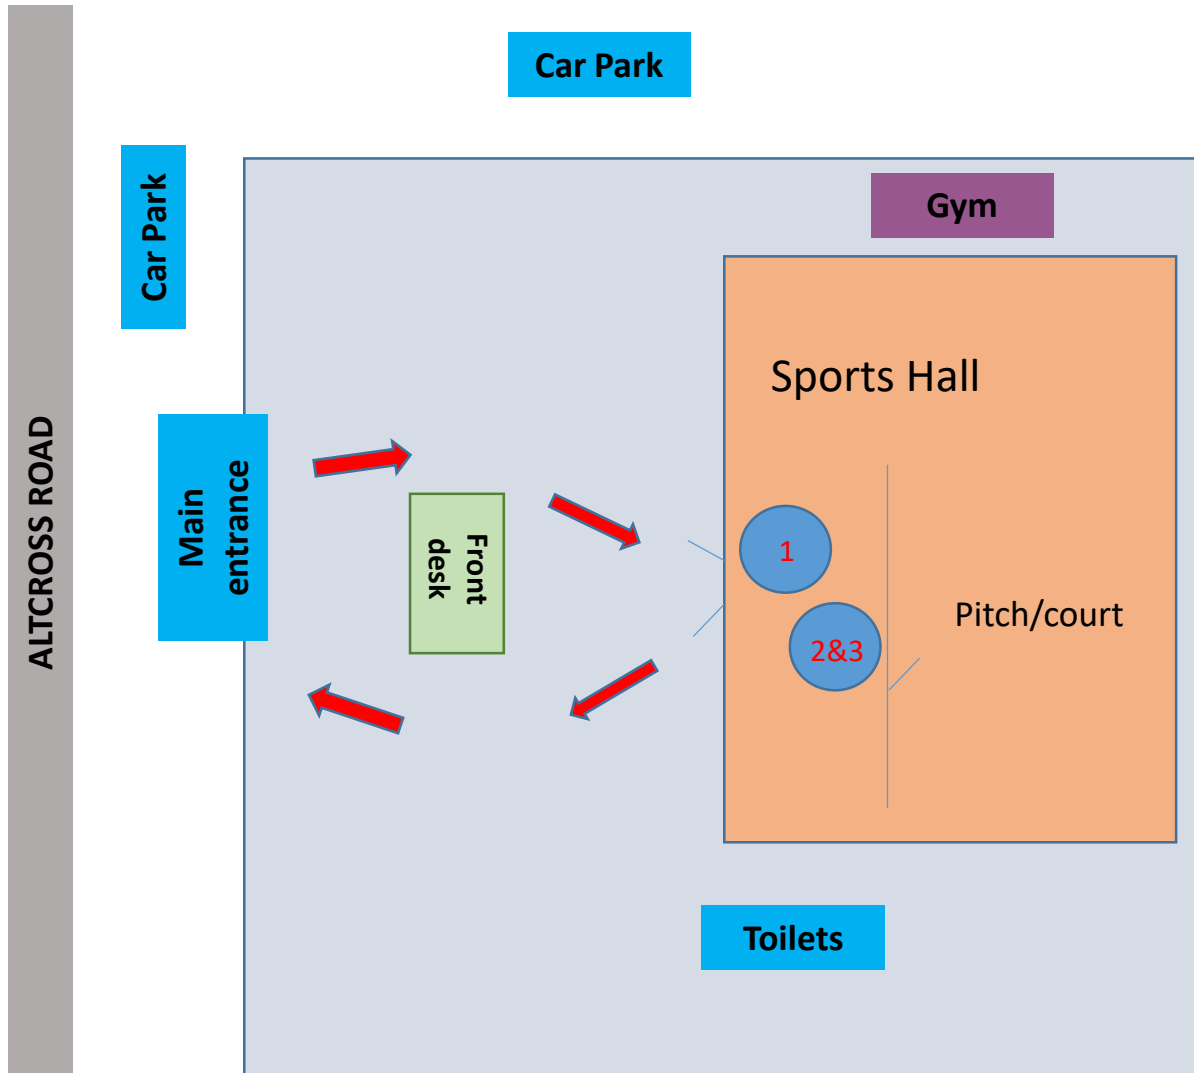 Car Park
Car Park
Gym
Sports Hall
ALTCROSS ROAD
Main
entrance
Front
desk
1
Pitch/court
2&3
Toilets